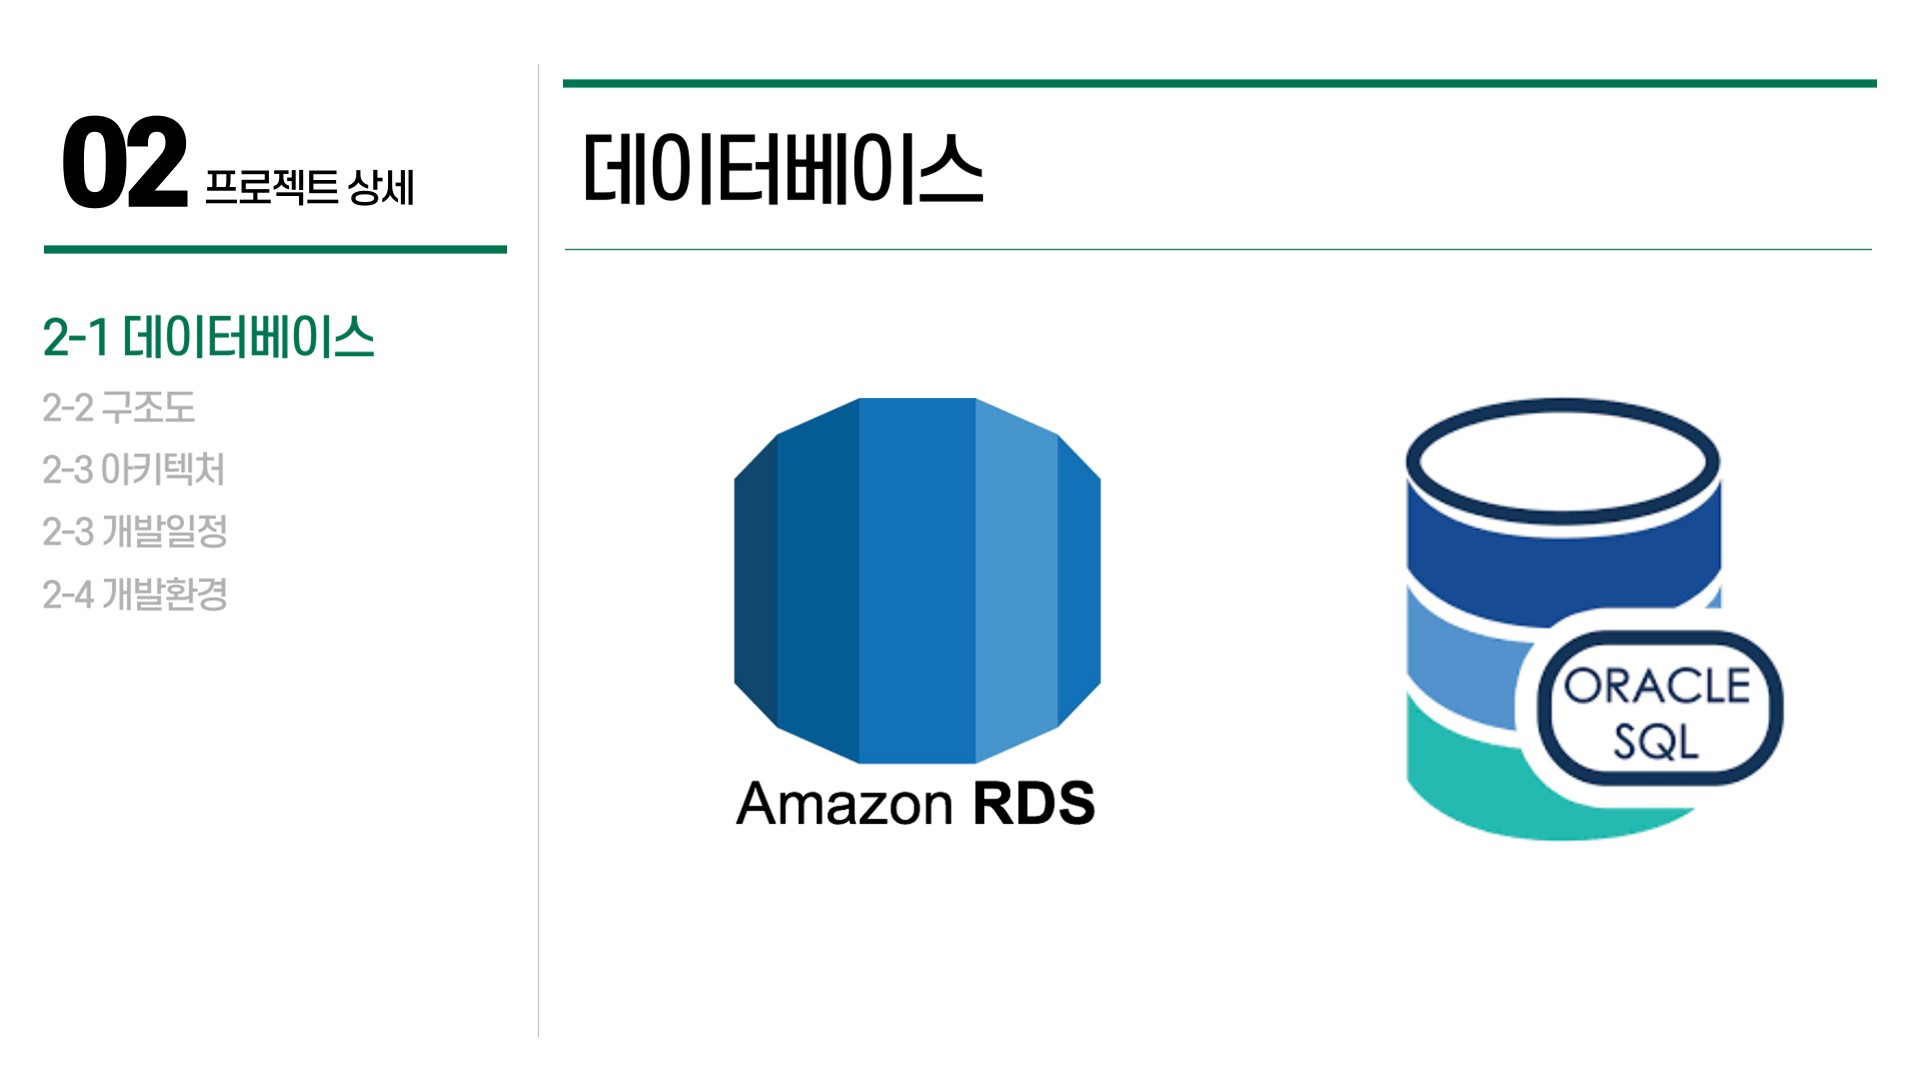 02 프로젝트 상세
2-1 데이터베이스
2-2 구조도
2-3 아키텍처
2-3 개발일정
2-4 개발환경
데이터베이스
Amazon RDS
ORACLE
SQL